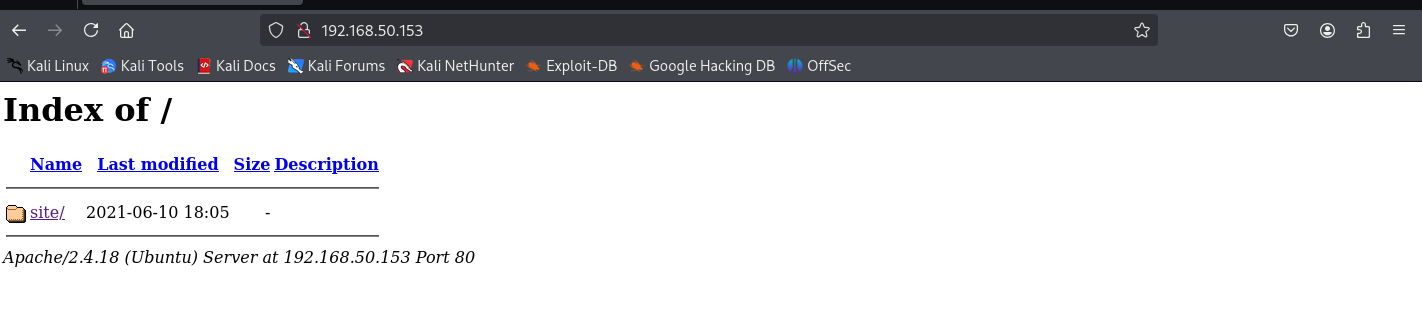 192.168.50.153
Kali Linux Kali Tools Kali Docs Kali Forums Kali NetHunter Exploit-DB Google Hacking DB OffSec
Index of /
Name Last modified Size Description
site/ 2021-06-10 18:05 -
Apache/2.4.18 (Ubuntu) Server at 192.168.50.153 Port 80